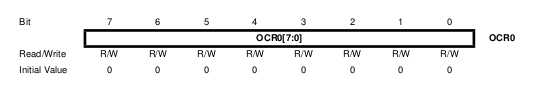 Bit 7 6 5 4 3 2 1 0
OCR0[7:0] OCR0
Read/Write R/W R/W R/W R/W R/W R/W R/W R/W
Initial Value 0 0 0 0 0 0 0 0